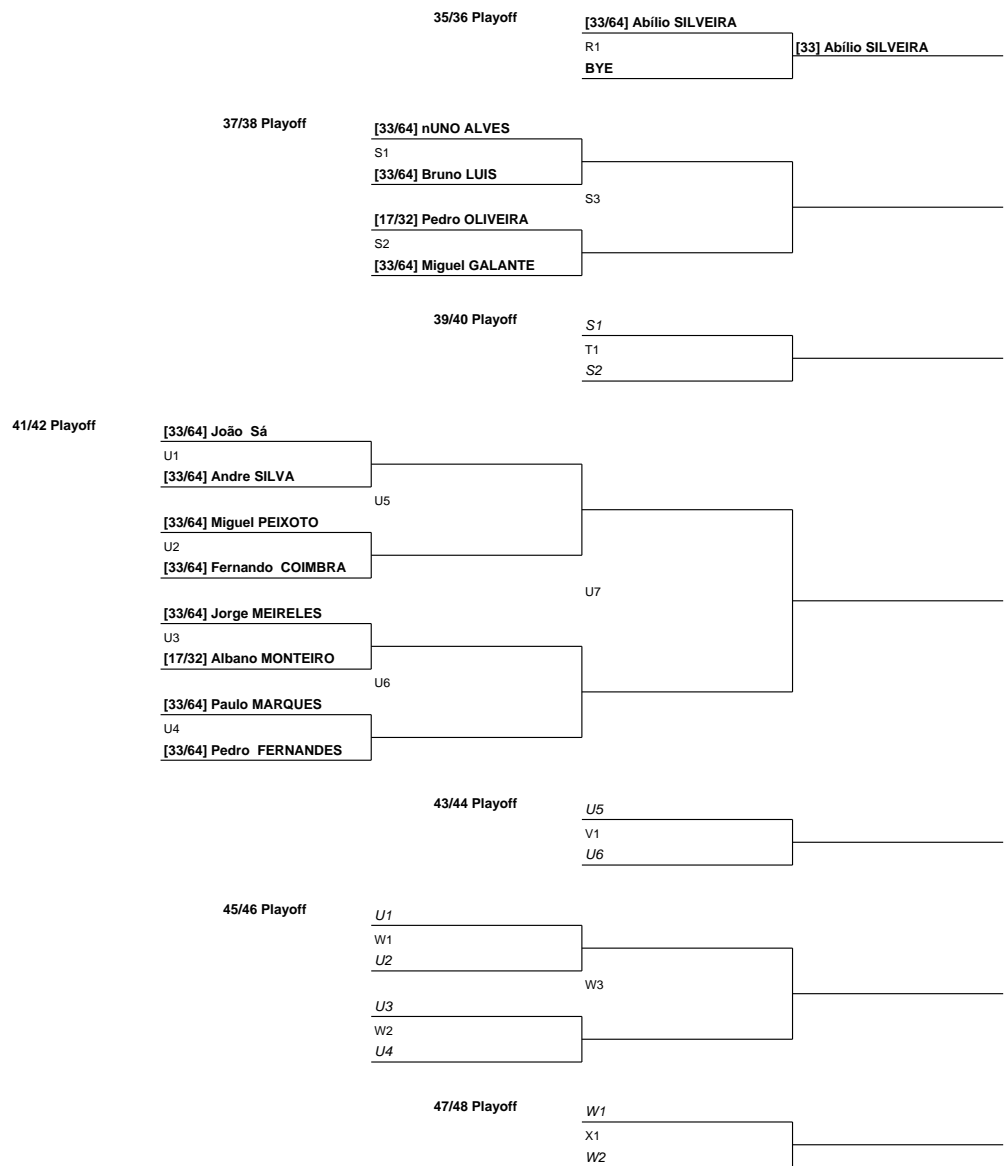 35/36 Playoff
[33/64] Abílio SILVEIRA
R1
[33] Abílio SILVEIRA
BYE
37/38 Playoff
[33/64] nUNO ALVES
S1
[33/64] Bruno LUIS
S3
[17/32] Pedro OLIVEIRA
S2
[33/64] Miguel GALANTE
39/40 Playoff
S1
T1
S2
41/42 Playoff
[33/64] João  Sá
U1
[33/64] Andre SILVA
U5
[33/64] Miguel PEIXOTO
U2
[33/64] Fernando  COIMBRA
U7
[33/64] Jorge MEIRELES
U3
[17/32] Albano MONTEIRO
U6
[33/64] Paulo MARQUES
U4
[33/64] Pedro  FERNANDES
43/44 Playoff
U5
V1
U6
45/46 Playoff
U1
W1
U2
W3
U3
W2
U4
47/48 Playoff
W1
X1
W2